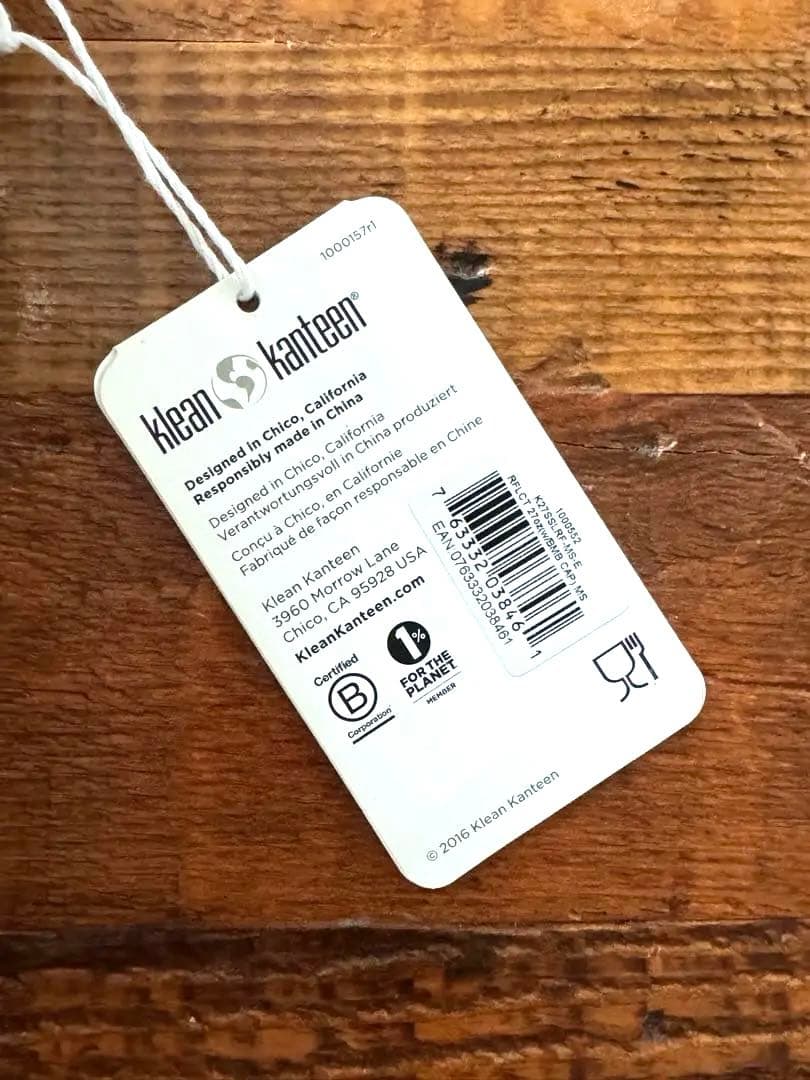 1000157r1
klean kanteen®
Designed in Chico, California
Responsibly made in China
Designed in Chico, California
Verantwortungsvoll in China produziert
Conçu à Chico, en Californie
Fabriqué de façon responsable en Chine
Klean Kanteen
3960 Morrow Lane
Chico, CA 95928 USA
KleanKanteen.com
Certified
B
Corporation
1%
FOR THE
PLANET
MEMBER
1000552
K27SSLRF-MS-E
RFLCT 27oz(W/BMB CAP) MS
7 63332 03846 1
EAN:0763332038461
© 2016 Klean Kanteen